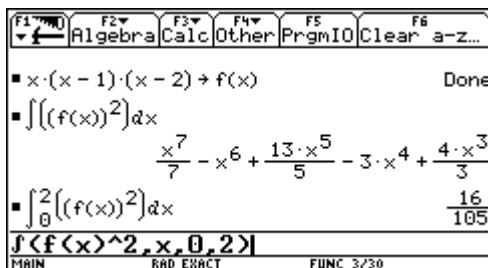 F1 F2 F3 F4 F5 F6
Algebra Calc Other PrgmIO Clear a-z…
▪ x·(x − 1)·(x − 2) → f(x) Done
▪ ∫((f(x))²)dx
x⁷/7 − x⁶ + 13·x⁵/5 − 3·x⁴ + 4·x³/3
▪ ∫₀²((f(x))²)dx 16/105
∫(f(x)^2,x,0,2)
MAIN RAD EXACT FUNC 3/30